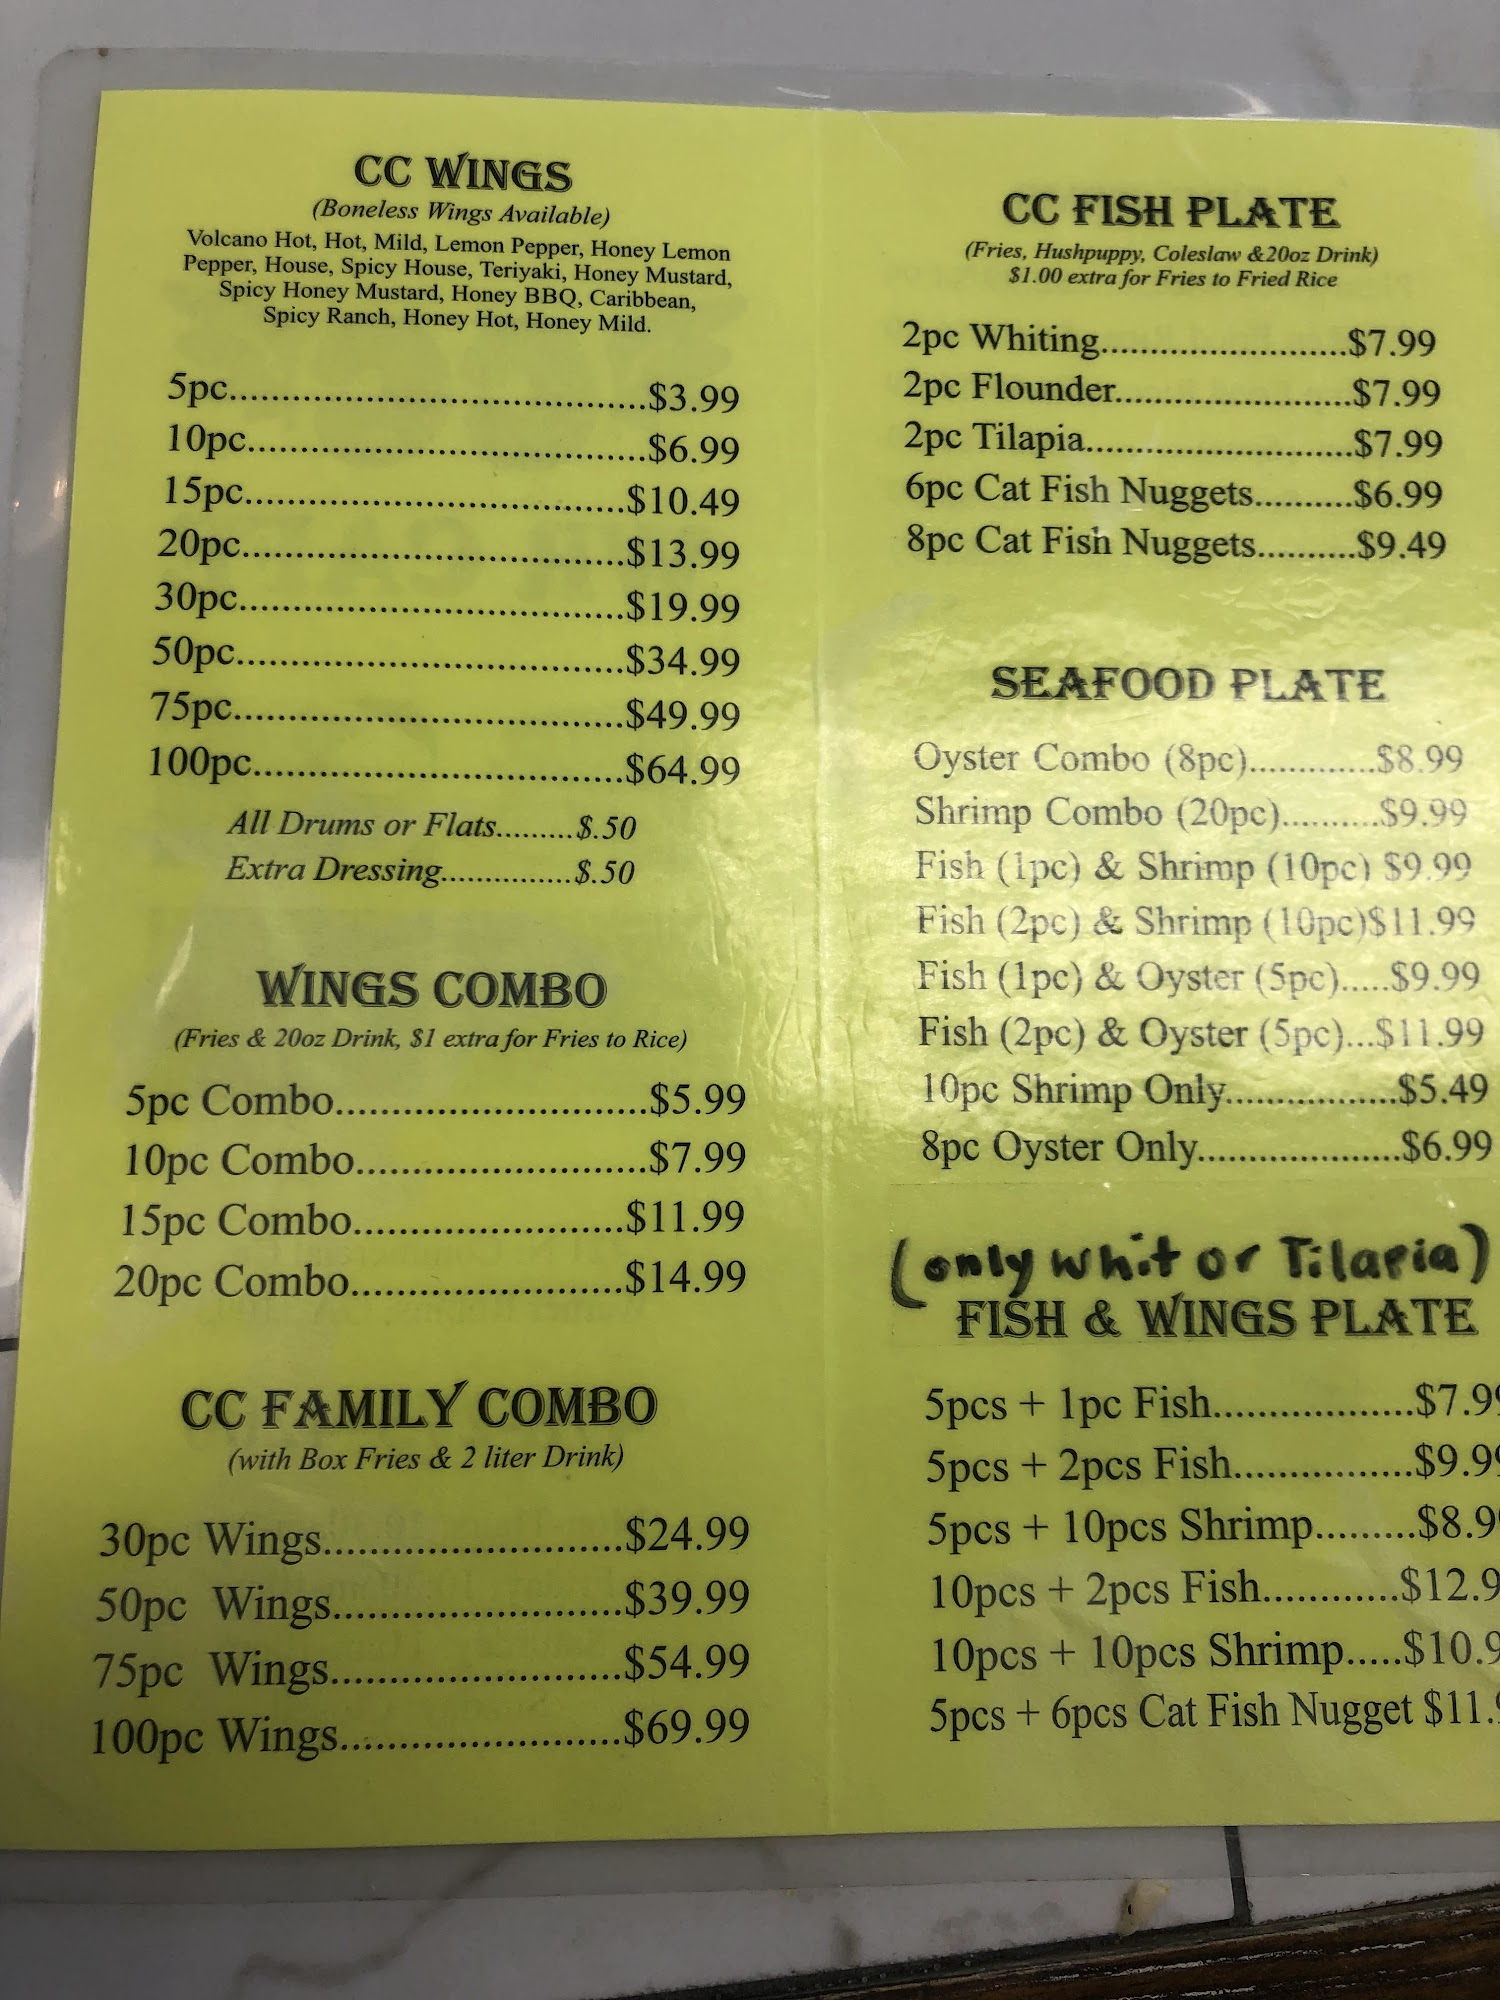 CC WINGS
(Boneless Wings Available)
Volcano Hot, Hot, Mild, Lemon Pepper, Honey Lemon
Pepper, House, Spicy House, Teriyaki, Honey Mustard,
Spicy Honey Mustard, Honey BBQ, Caribbean,
Spicy Ranch, Honey Hot, Honey Mild.
5pc........................................$3.99
10pc......................................$6.99
15pc....................................$10.49
20pc....................................$13.99
30pc....................................$19.99
50pc.....................................$34.99
75pc.....................................$49.99
100pc...................................$64.99
All Drums or Flats.........$.50
Extra Dressing...............$.50
WINGS COMBO
(Fries & 20oz Drink, $1 extra for Fries to Rice)
5pc Combo..............................$5.99
10pc Combo............................$7.99
15pc Combo..........................$11.99
20pc Combo..........................$14.99
CC FAMILY COMBO
(with Box Fries & 2 liter Drink)
30pc Wings............................$24.99
50pc Wings...........................$39.99
75pc Wings...........................$54.99
100pc Wings..........................$69.99
CC FISH PLATE
(Fries, Hushpuppy, Coleslaw &20oz Drink)
$1.00 extra for Fries to Fried Rice
2pc Whiting.........................$7.99
2pc Flounder........................$7.99
2pc Tilapia...........................$7.99
6pc Cat Fish Nuggets..........$6.99
8pc Cat Fish Nuggets..........$9.49
SEAFOOD PLATE
Oyster Combo (8pc).............$8.99
Shrimp Combo (20pc)..........$9.99
Fish (1pc) & Shrimp (10pc) $9.99
Fish (2pc) & Shrimp (10pc)$11.99
Fish (1pc) & Oyster (5pc).....$9.99
Fish (2pc) & Oyster (5pc)...$11.99
10pc Shrimp Only.................$5.49
8pc Oyster Only....................$6.99
(only whit or Tilapia)
FISH & WINGS PLATE
5pcs + 1pc Fish...................$7.99
5pcs + 2pcs Fish.................$9.99
5pcs + 10pcs Shrimp.........$8.99
10pcs + 2pcs Fish............$12.9
10pcs + 10pcs Shrimp.....$10.9
5pcs + 6pcs Cat Fish Nugget $11.